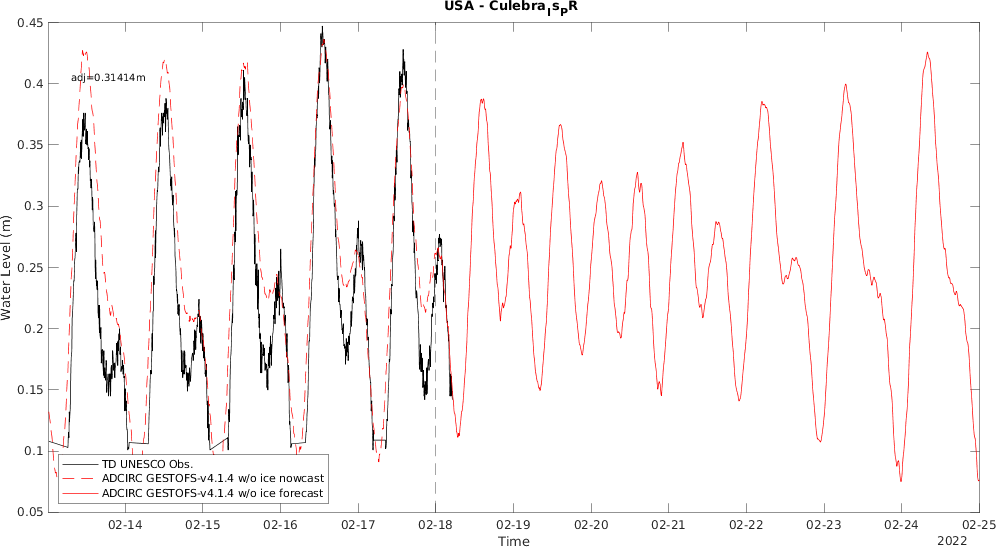 USA - Culebra_Is_PR
0.45
0.4
0.35
0.3
0.25
0.2
0.15
0.1
0.05
Water Level (m)
adj=0.31414m
TD UNESCO Obs.
ADCIRC GESTOFS-v4.1.4 w/o ice nowcast
ADCIRC GESTOFS-v4.1.4 w/o ice forecast
02-14 02-15 02-16 02-17 02-18 02-19 02-20 02-21 02-22 02-23 02-24 02-25
Time
2022